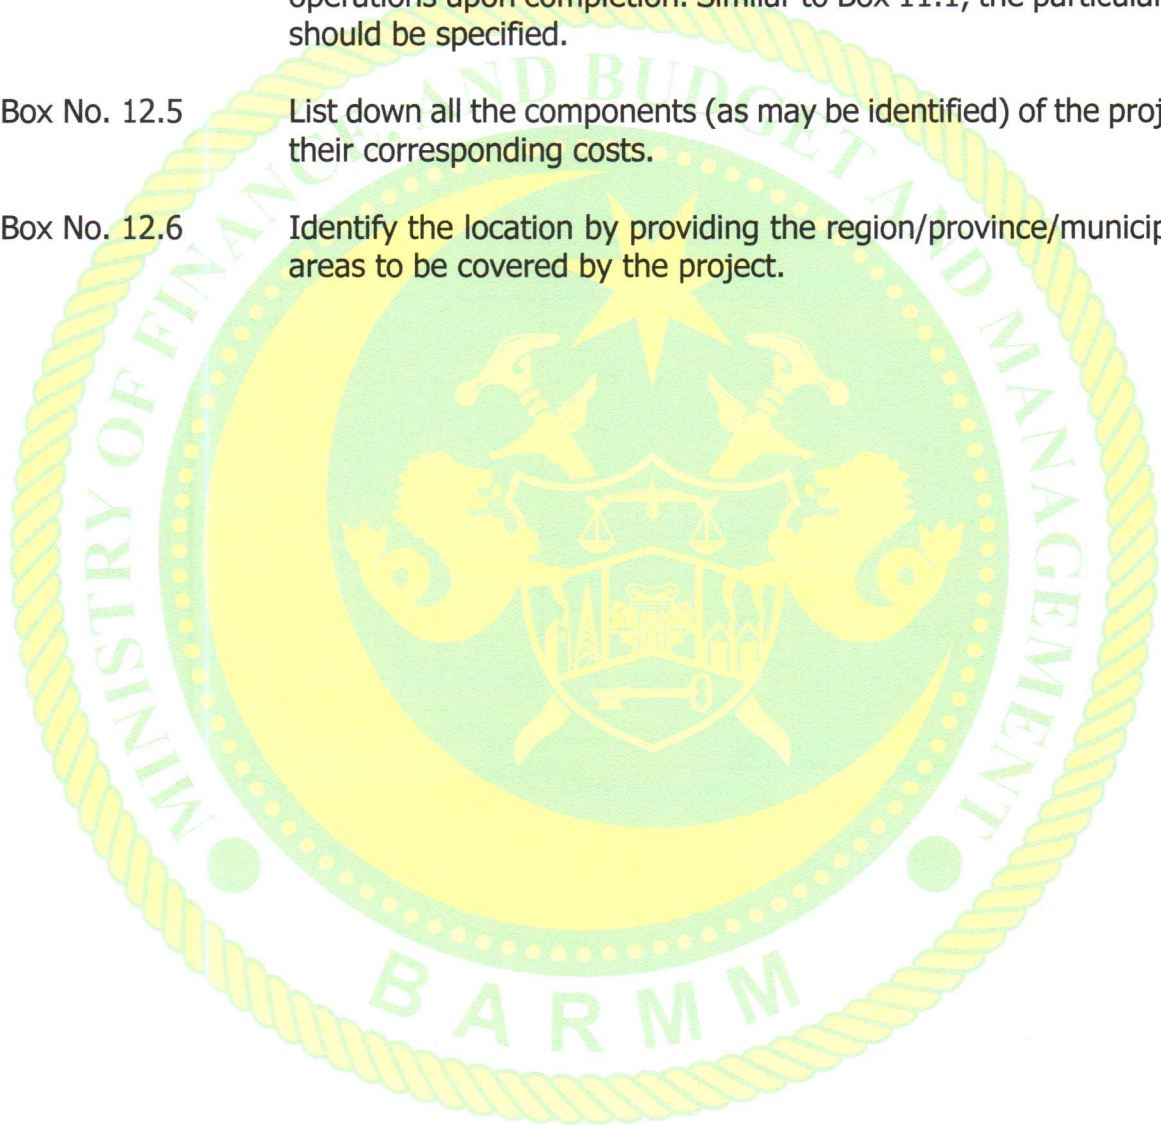 operations upon completion. Similar to Box 11.1, the particular
should be specified.
Box No. 12.5 List down all the components (as may be identified) of the proj
their corresponding costs.
Box No. 12.6 Identify the location by providing the region/province/municip
areas to be covered by the project.
MINISTRY OF FINANCE, AND BUDGET AND MANAGEMENT
BARMM